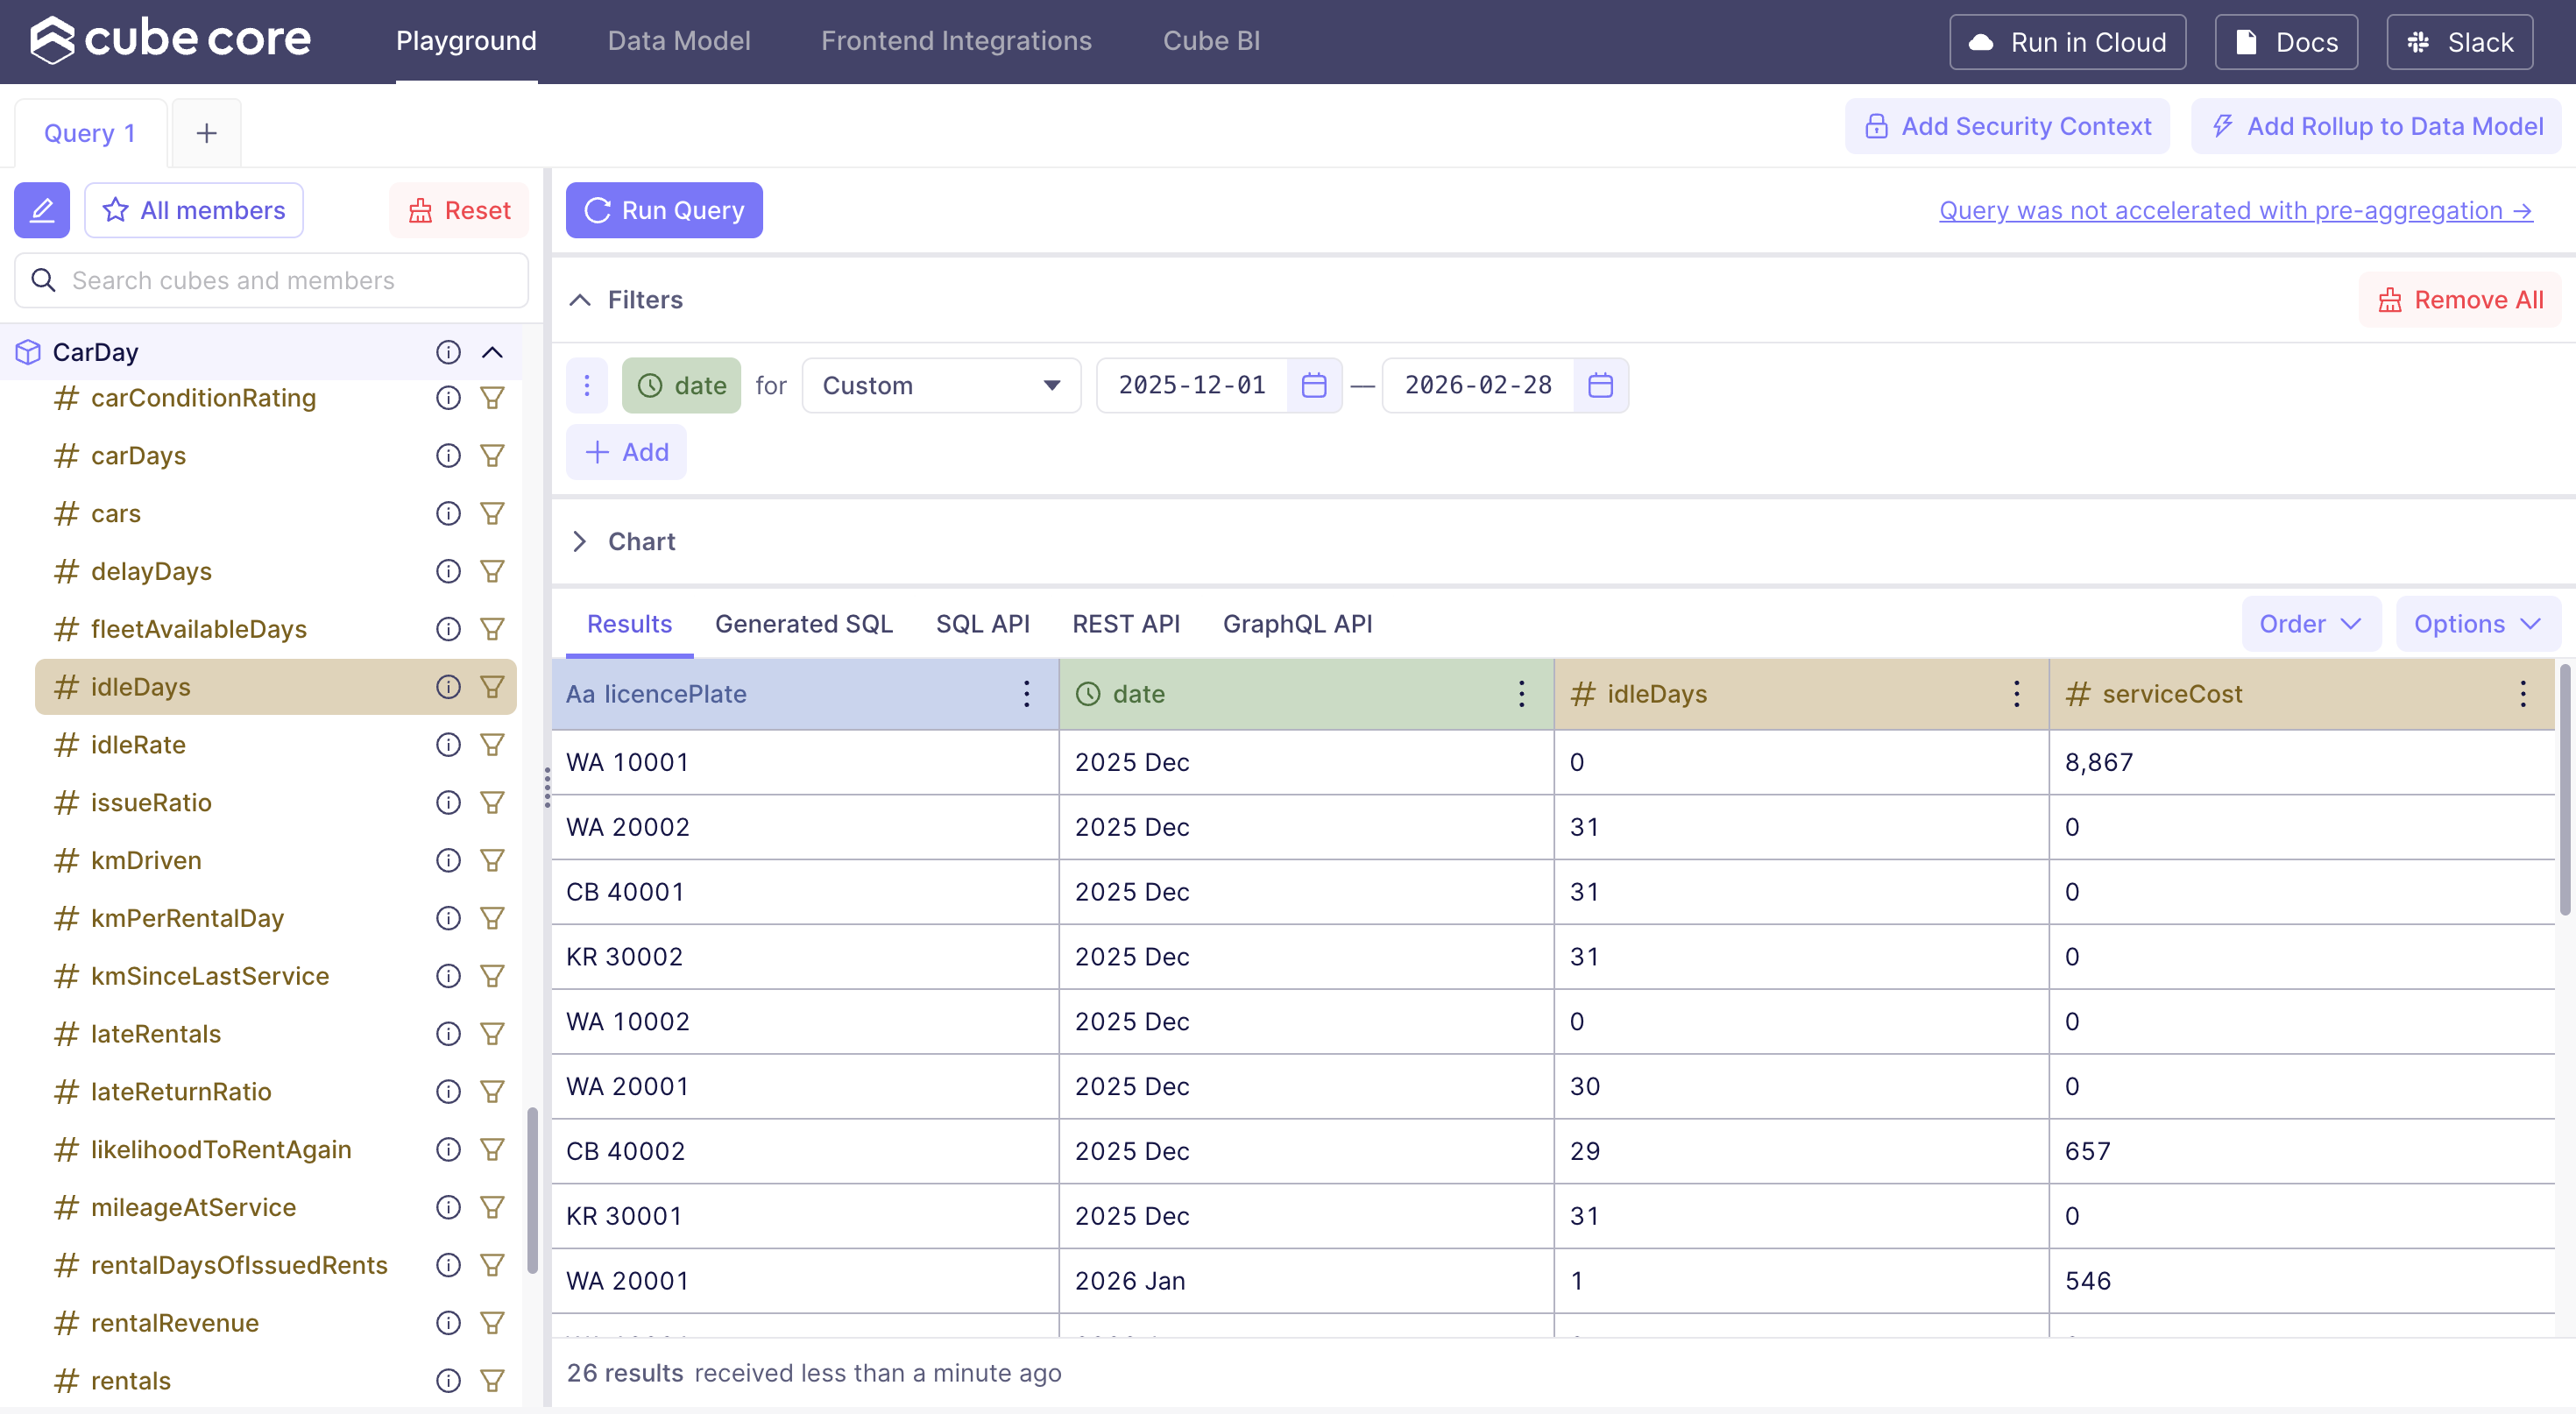 cube core Playground Data Model Frontend Integrations Cube BI Run in Cloud Docs Slack
Query 1 + Add Security Context Add Rollup to Data Model
All members Reset
Search cubes and members
CarDay
carConditionRating
carDays
cars
delayDays
fleetAvailableDays
idleDays
idleRate
issueRatio
kmDriven
kmPerRentalDay
kmSinceLastService
lateRentals
lateReturnRatio
likelihoodToRentAgain
mileageAtService
rentalDaysOfIssuedRents
rentalRevenue
rentals
Run Query Query was not accelerated with pre-aggregation →
Filters Remove All
date for Custom 2025-12-01 — 2026-02-28
+ Add
Chart
Results Generated SQL SQL API REST API GraphQL API Order Options
Aa licencePlate date # idleDays # serviceCost
WA 10001 2025 Dec 0 8,867
WA 20002 2025 Dec 31 0
CB 40001 2025 Dec 31 0
KR 30002 2025 Dec 31 0
WA 10002 2025 Dec 0 0
WA 20001 2025 Dec 30 0
CB 40002 2025 Dec 29 657
KR 30001 2025 Dec 31 0
WA 20001 2026 Jan 1 546
26 results received less than a minute ago